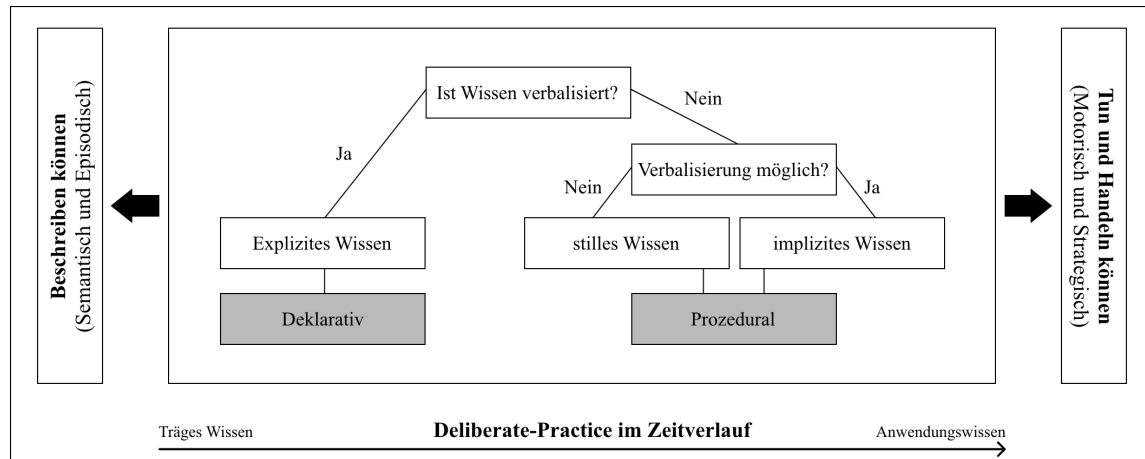 Beschreiben können
(Semantisch und Episodisch)
Ist Wissen verbalisiert?
Ja
Nein
Verbalisierung möglich?
Nein
Ja
Explizites Wissen
stilles Wissen
implizites Wissen
Deklarativ
Prozedural
Tun und Handeln können
(Motorisch und Strategisch)
Träges Wissen
Deliberate-Practice im Zeitverlauf
Anwendungswissen